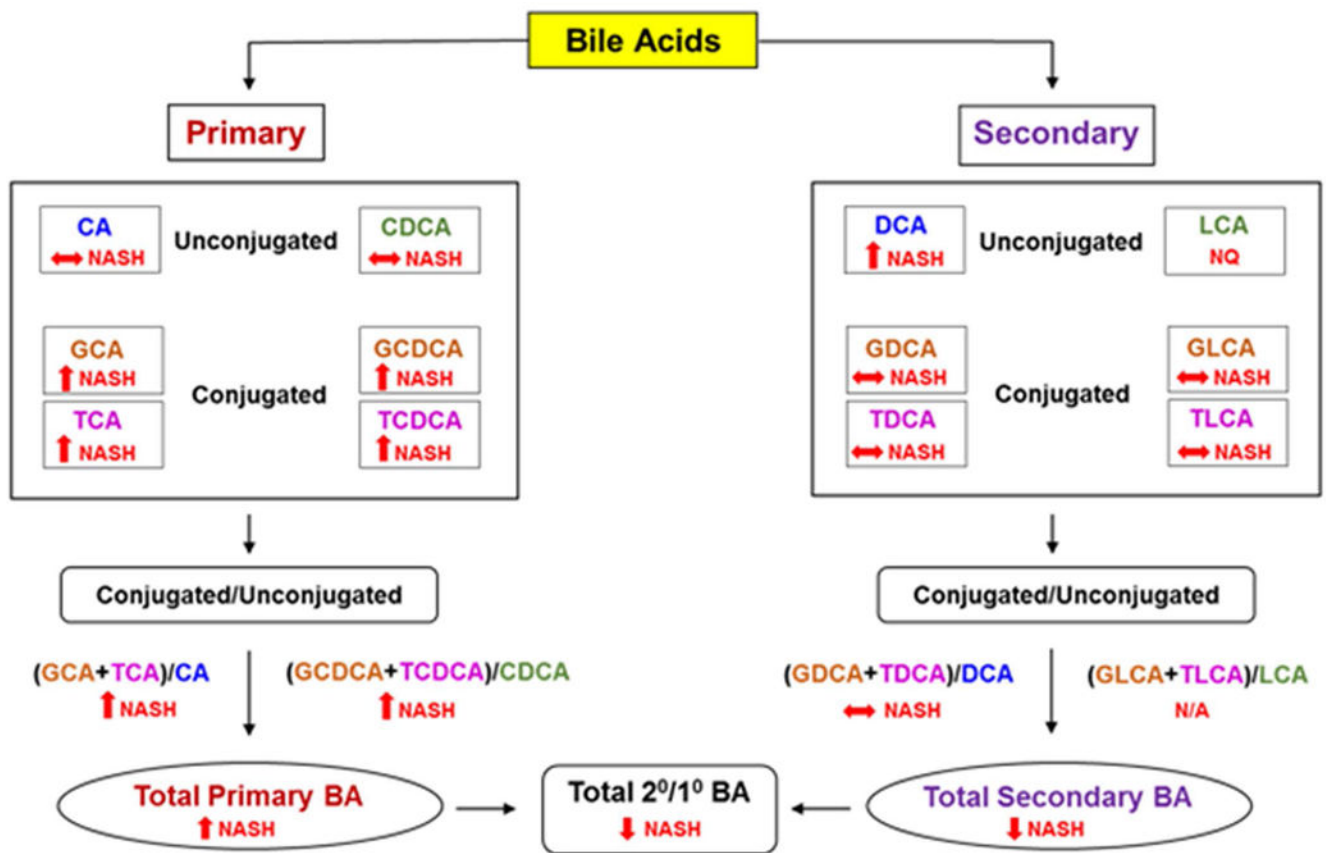 Bile Acids
Primary
Secondary
CA
NASH
Unconjugated
CDCA
NASH
GCA
NASH
TCA
NASH
Conjugated
GCDCA
NASH
TCDCA
NASH
DCA
NASH
Unconjugated
LCA
NQ
GDCA
NASH
TDCA
NASH
Conjugated
GLCA
NASH
TLCA
NASH
Conjugated/Unconjugated
(GCA+TCA)/CA
NASH
(GCDCA+TCDCA)/CDCA
NASH
Conjugated/Unconjugated
(GDCA+TDCA)/DCA
NASH
(GLCA+TLCA)/LCA
N/A
Total Primary BA
NASH
Total 2⁰/1⁰ BA
NASH
Total Secondary BA
NASH